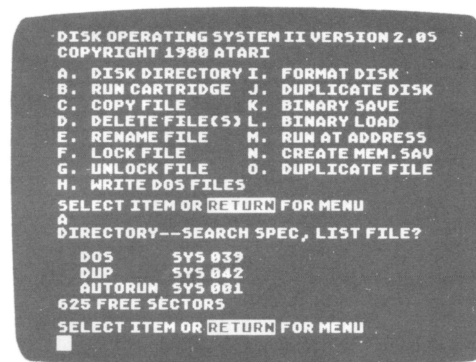 DISK OPERATING SYSTEM II VERSION 2.0S
COPYRIGHT 1980 ATARI
A. DISK DIRECTORY I. FORMAT DISK
B. RUN CARTRIDGE J. DUPLICATE DISK
C. COPY FILE K. BINARY SAVE
D. DELETE FILE(S) L. BINARY LOAD
E. RENAME FILE M. RUN AT ADDRESS
F. LOCK FILE N. CREATE MEM.SAV
G. UNLOCK FILE O. DUPLICATE FILE
H. WRITE DOS FILES
SELECT ITEM OR RETURN FOR MENU
A
DIRECTORY--SEARCH SPEC, LIST FILE?
DOS SYS 039
DUP SYS 042
AUTORUN SYS 001
625 FREE SECTORS
SELECT ITEM OR RETURN FOR MENU